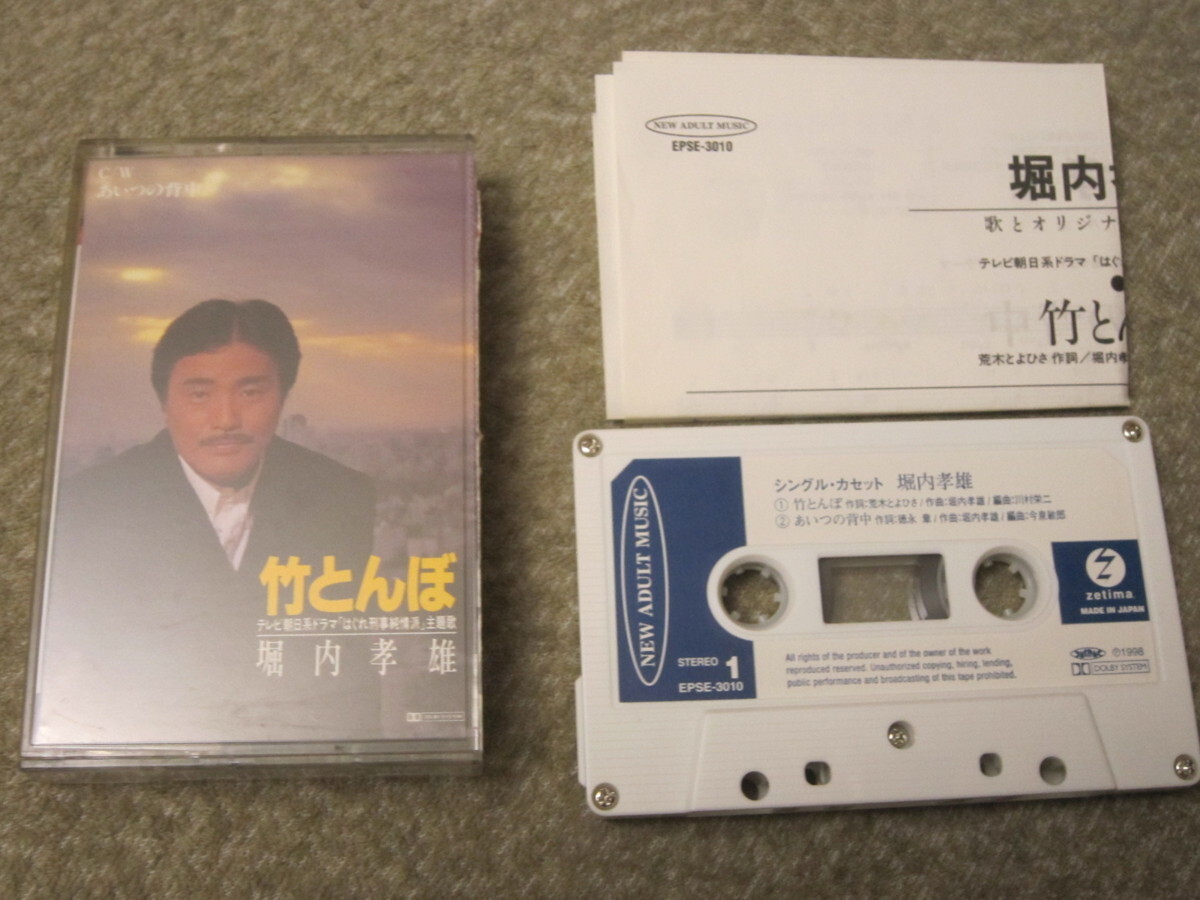 C W
あいつの背中
竹とんぼ
テレビ朝日系ドラマ「はぐれ刑事純情派」主題歌
堀内孝雄
NEW ADULT MUSIC
EPSE-3010
堀内
歌とオリジナ
テレビ朝日系ドラマ「はぐ
竹とん
荒木とよひさ 作詞／堀内孝
NEW ADULT MUSIC
シングル・カセット 堀内孝雄
① 竹とんぼ 作詞:荒木とよひさ/作曲:堀内孝雄/編曲:川村栄二
② あいつの背中 作詞:徳永 章/作曲:堀内孝雄/編曲:今泉敏郎
zetima
MADE IN JAPAN
STEREO 1
EPSE-3010
All rights of the producer and of the owner of the work
reproduced reserved. Unauthorized copying, hiring, lending,
public performance and broadcasting of this tape prohibited.
℗1998
DOLBY SYSTEM